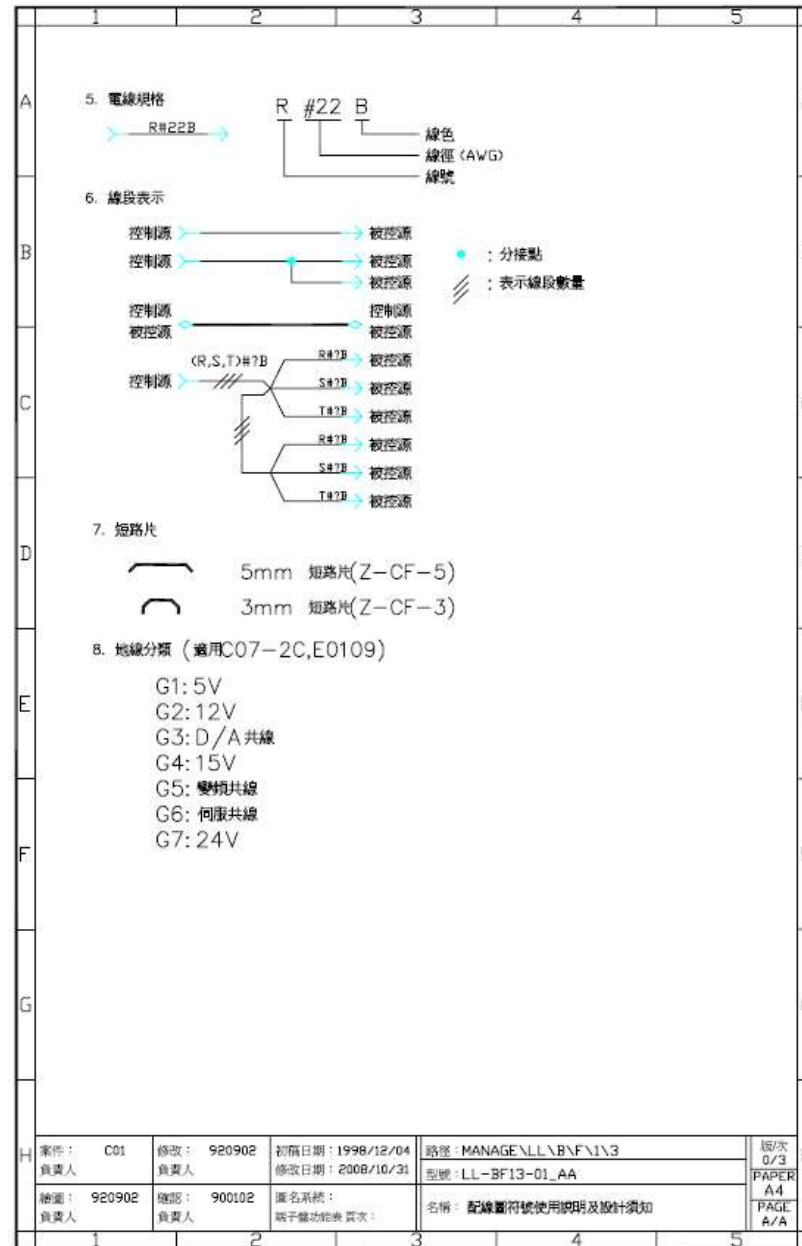 1 2 3 4 5
A
5. 電線規格
R#22B
R #22 B
線色
線徑(AWG)
線號
6. 線段表示
B
控制源 被控源
控制源 被控源
被控源
：分接點
：表示線段數量
控制源 控制源
被控源 被控源
C
(R,S,T)#?B
控制源
R#?B 被控源
S#?B 被控源
T#?B 被控源
R#?B 被控源
S#?B 被控源
T#?B 被控源
D
7. 短路片
5mm 短路片(Z-CF-5)
3mm 短路片(Z-CF-3)
8. 地線分類 (適用C07-2C,E0109)
E
G1:5V
G2:12V
G3:D/A共線
G4:15V
G5:變頻共線
G6:伺服共線
G7:24V
F
G
H
案件： C01 修改： 920902 初稿日期：1998/12/04 路徑：MANAGE\LL\B\F\1\3 版次 0/3
負責人 負責人 修改日期：2008/10/31 型號：LL-BF13-01_AA PAPER A4
繪圖： 920902 確認： 900102 圖名系統： 名稱：配線圖符號使用說明及設計須知 PAGE A/A
負責人 負責人 端子盤功能表 頁次：
1 2 3 4 5